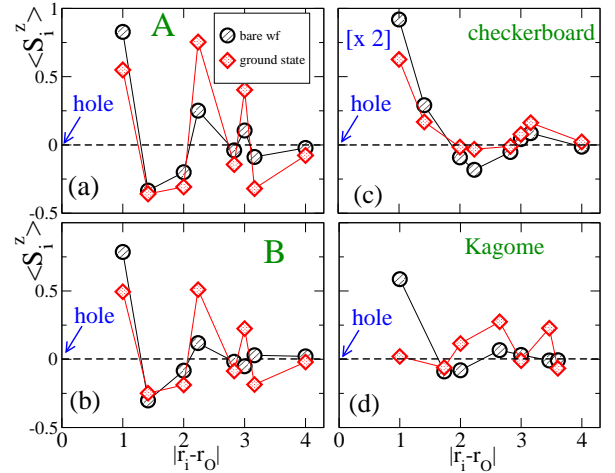 <S_i^z>
1
0.5
0
-0.5
A
bare wf
ground state
hole
(a)
[x 2]
checkerboard
hole
(c)
<S_i^z>
0.5
0
-0.5
B
hole
(b)
0 1 2 3 4
|r_i-r_O|
Kagome
hole
(d)
0 1 2 3 4
|r_i-r_O|